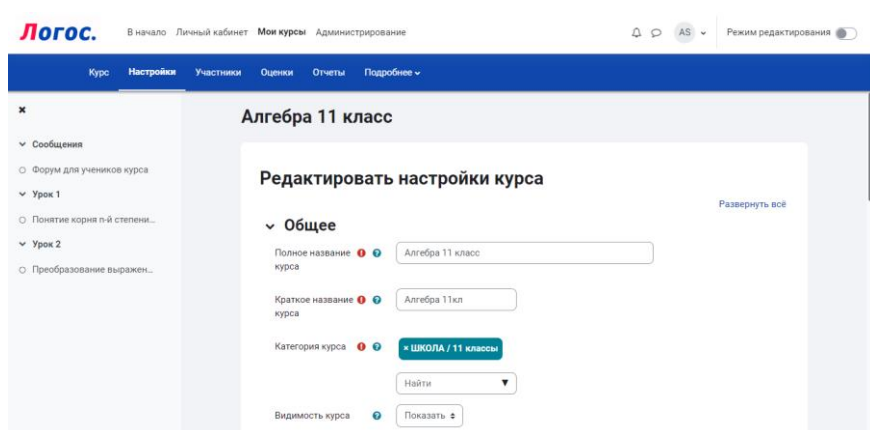 Логос.
В начало Личный кабинет Мои курсы Администрирование
AS
Режим редактирования
Курс Настройки Участники Оценки Отчеты Подробнее
Алгебра 11 класс
Сообщения
Форум для учеников курса
Урок 1
Понятие корня n-й степени...
Урок 2
Преобразование выражен...
Редактировать настройки курса
Развернуть всё
Общее
Полное название
курса
Алгебра 11 класс
Краткое название
курса
Алгебра 11кл
Категория курса
× ШКОЛА / 11 классы
Найти
Видимость курса
Показать